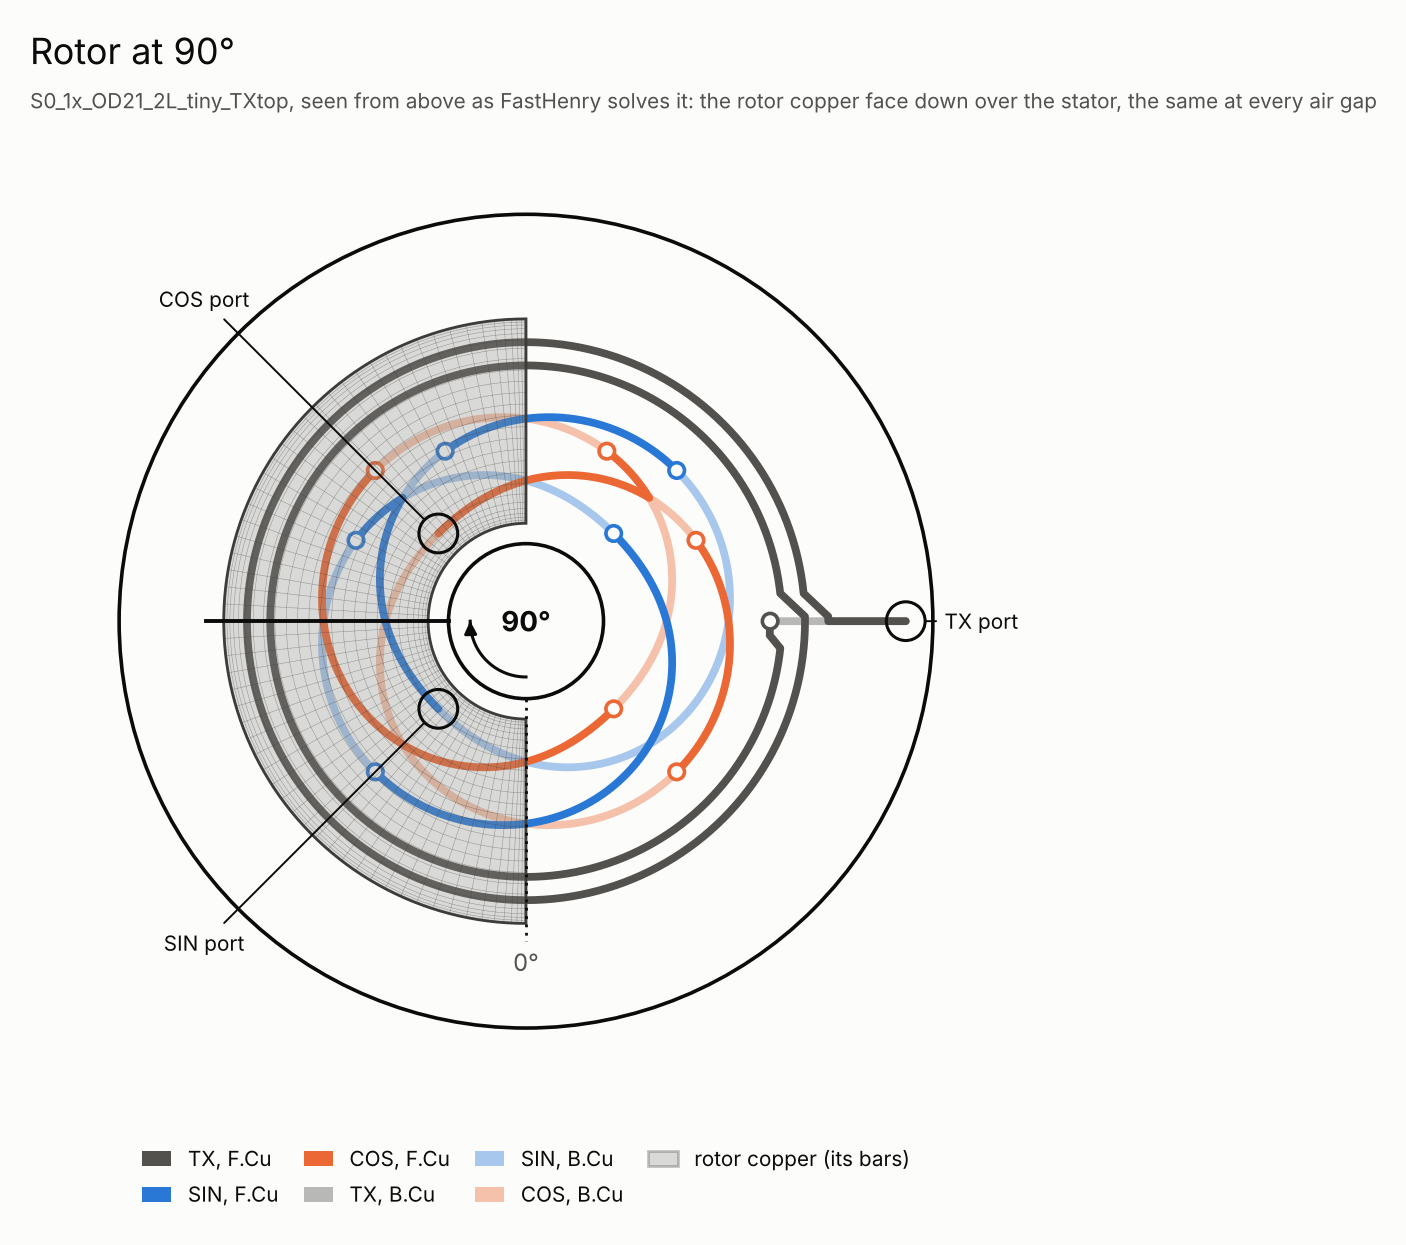 Rotor at 90°
S0_1x_OD21_2L_tiny_TXtop, seen from above as FastHenry solves it: the rotor copper face down over the stator, the same at every air gap
COS port
90°
TX port
SIN port
0°
TX, F.Cu
COS, F.Cu
SIN, B.Cu
rotor copper (its bars)
SIN, F.Cu
TX, B.Cu
COS, B.Cu